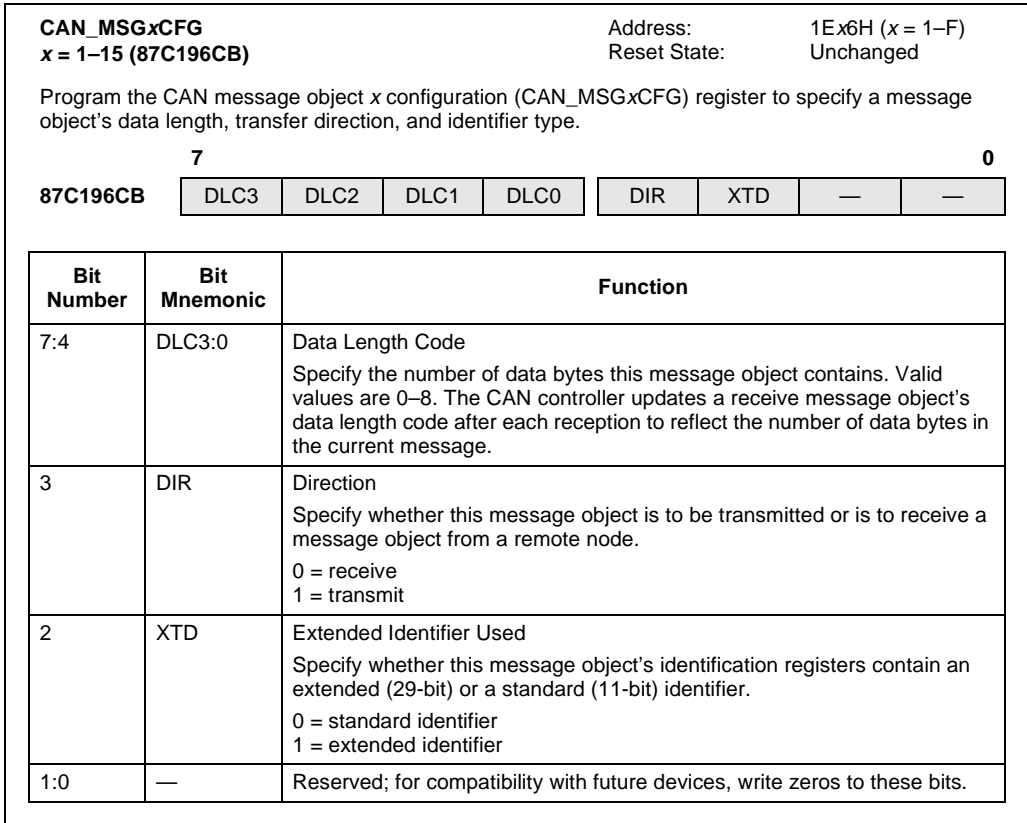 CAN_MSGxCFG Address: 1Ex6H (x = 1–F)
x = 1–15 (87C196CB) Reset State: Unchanged
Program the CAN message object x configuration (CAN_MSGxCFG) register to specify a message
object's data length, transfer direction, and identifier type.
7 0
87C196CB DLC3 DLC2 DLC1 DLC0 DIR XTD — —
Bit Number Bit Mnemonic Function
7:4 DLC3:0 Data Length Code
Specify the number of data bytes this message object contains. Valid
values are 0–8. The CAN controller updates a receive message object's
data length code after each reception to reflect the number of data bytes in
the current message.
3 DIR Direction
Specify whether this message object is to be transmitted or is to receive a
message object from a remote node.
0 = receive
1 = transmit
2 XTD Extended Identifier Used
Specify whether this message object's identification registers contain an
extended (29-bit) or a standard (11-bit) identifier.
0 = standard identifier
1 = extended identifier
1:0 — Reserved; for compatibility with future devices, write zeros to these bits.